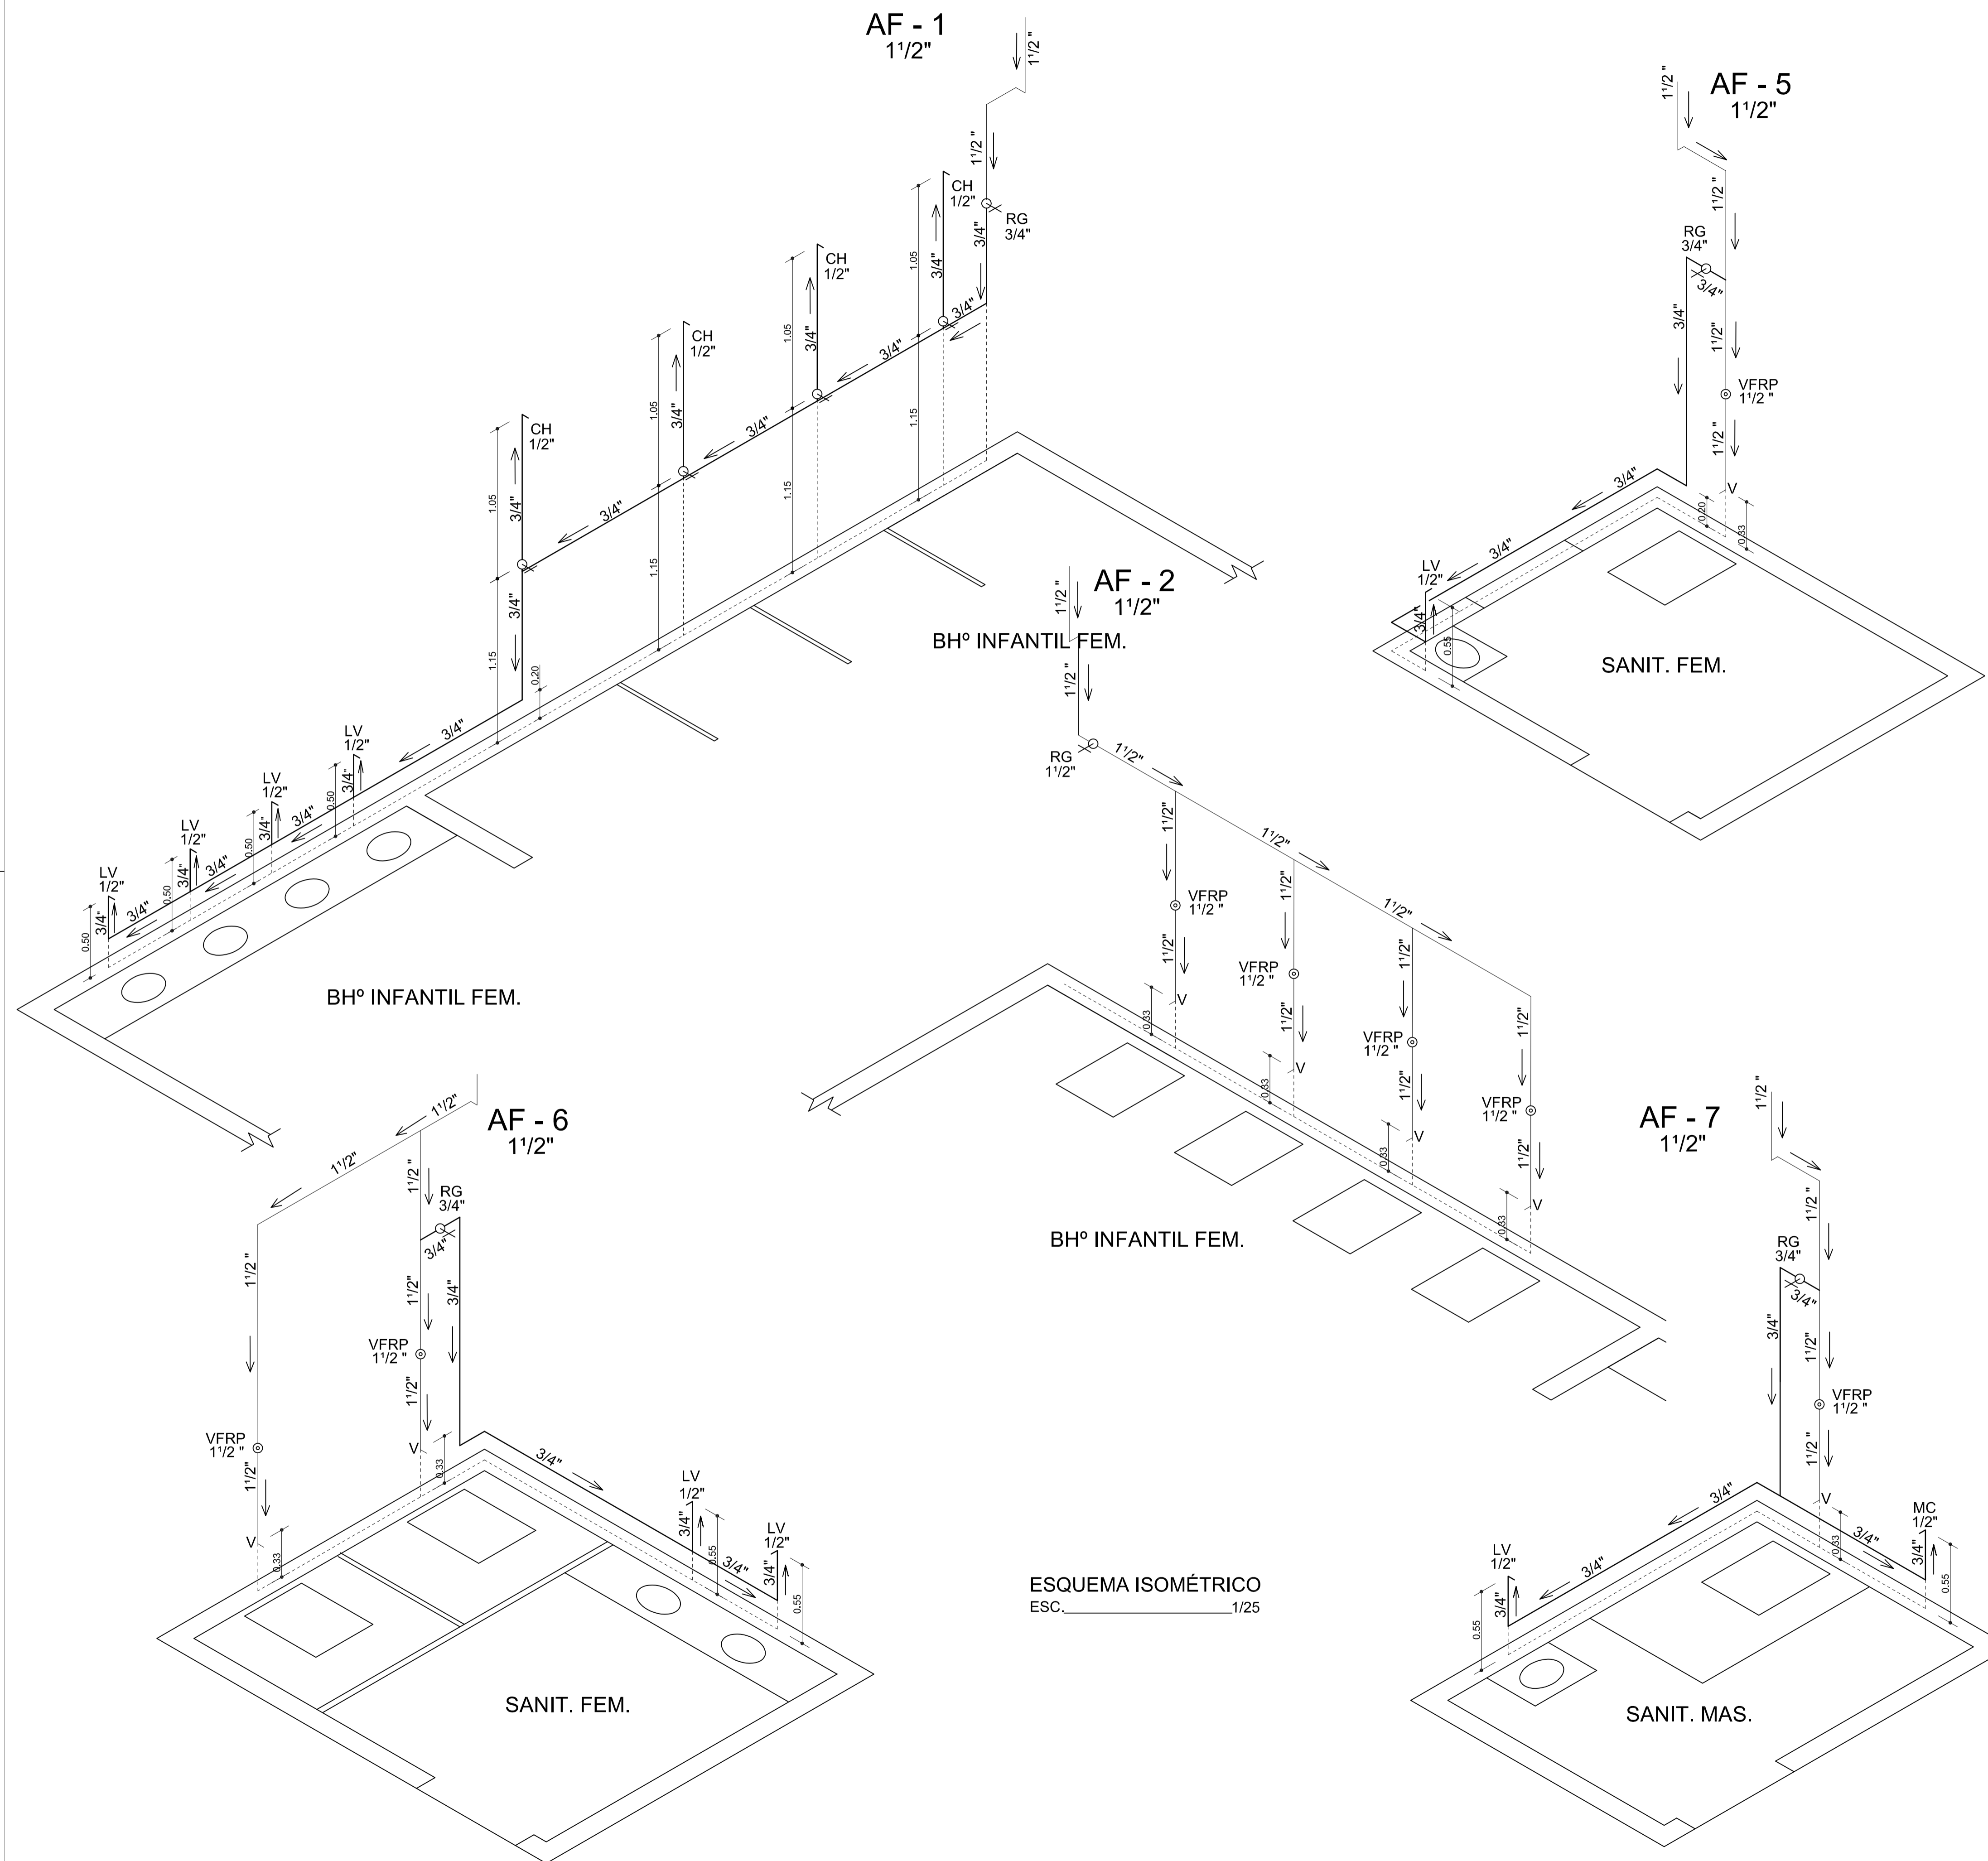 AF - 1
1¹/2"
1¹/2 "
1¹/2 "
CH
1/2"
RG
3/4"
3/4"
3/4"
1.05
3/4"
CH
1/2"
1.05
3/4"
3/4"
1.15
CH
1/2"
1.05
3/4"
3/4"
1.15
CH
1/2"
1.05
3/4"
3/4"
1.15
3/4"
1.15
0.20
3/4"
LV
1/2"
3/4"
0.50
3/4"
LV
1/2"
3/4"
0.50
3/4"
LV
1/2"
3/4"
0.50
3/4"
LV
1/2"
3/4"
0.50
BHº INFANTIL FEM.
BHº INFANTIL FEM.
AF - 5
1¹/2"
1¹/2 "
1¹/2 "
RG
3/4"
3/4"
3/4"
1¹/2"
VFRP
1¹/2 "
1¹/2 "
V
0.20
0.33
3/4"
3/4"
LV
1/2"
3/4"
0.55
SANIT. FEM.
AF - 2
1¹/2"
1¹/2 "
1¹/2 "
RG
1¹/2"
1¹/2"
1¹/2"
1¹/2"
1¹/2"
VFRP
1¹/2 "
1¹/2"
V
0.33
1¹/2"
VFRP
1¹/2 "
1¹/2"
V
0.33
1¹/2"
VFRP
1¹/2 "
1¹/2"
V
0.33
1¹/2"
VFRP
1¹/2 "
1¹/2"
V
0.33
BHº INFANTIL FEM.
AF - 6
1¹/2"
1¹/2"
1¹/2"
1¹/2 "
RG
3/4"
3/4"
3/4"
1¹/2 "
1¹/2"
VFRP
1¹/2 "
1¹/2"
V
0.33
VFRP
1¹/2 "
1¹/2"
V
0.33
3/4"
LV
1/2"
3/4"
0.55
3/4"
LV
1/2"
3/4"
0.55
SANIT. FEM.
ESQUEMA ISOMÉTRICO
ESC. 1/25
AF - 7
1¹/2"
1¹/2 "
1¹/2 "
RG
3/4"
3/4"
3/4"
1¹/2"
VFRP
1¹/2 "
1¹/2 "
V
0.33
3/4"
3/4"
3/4"
MC
1/2"
3/4"
0.55
LV
1/2"
3/4"
0.55
SANIT. MAS.